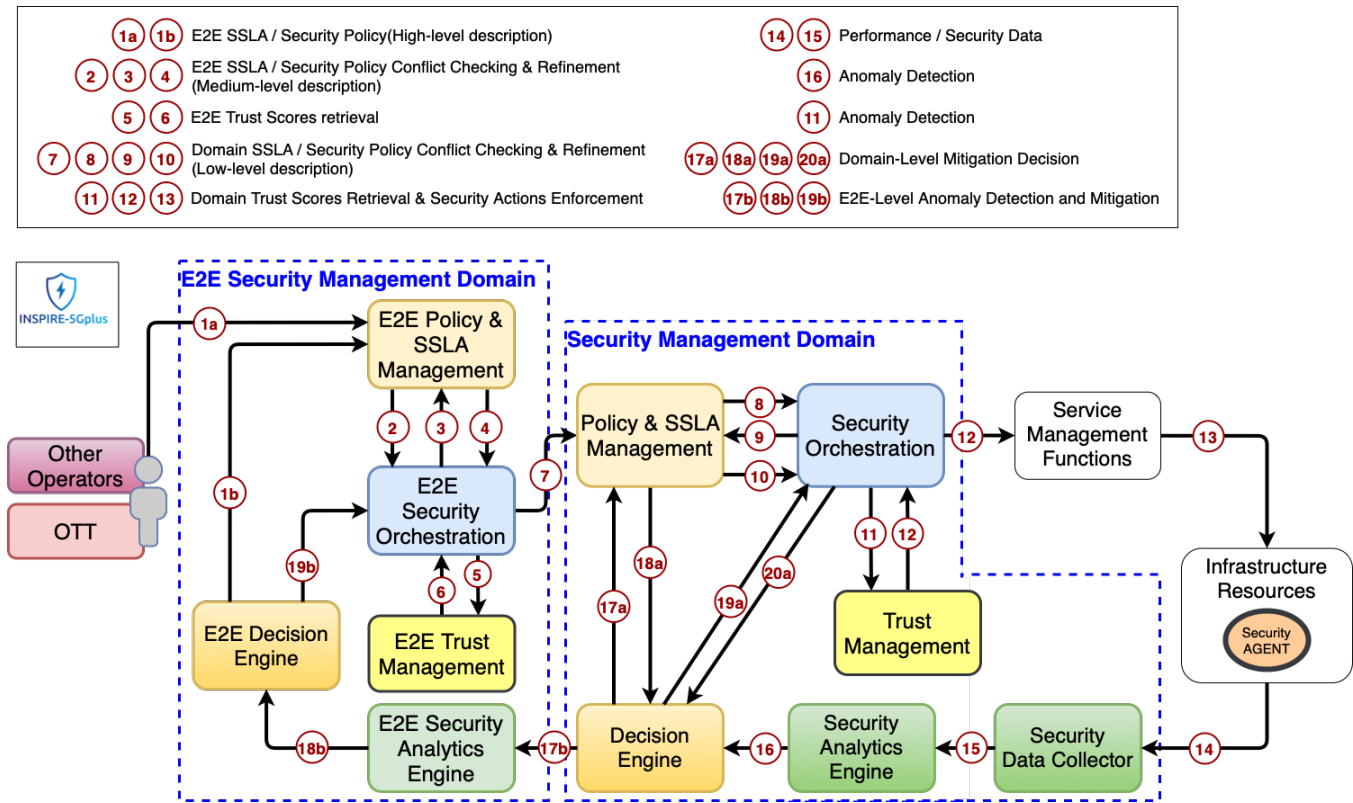 1a 1b E2E SSLA / Security Policy(High-level description)
2 3 4 E2E SSLA / Security Policy Conflict Checking & Refinement
(Medium-level description)
5 6 E2E Trust Scores retrieval
7 8 9 10 Domain SSLA / Security Policy Conflict Checking & Refinement
(Low-level description)
11 12 13 Domain Trust Scores Retrieval & Security Actions Enforcement
14 15 Performance / Security Data
16 Anomaly Detection
11 Anomaly Detection
17a 18a 19a 20a Domain-Level Mitigation Decision
17b 18b 19b E2E-Level Anomaly Detection and Mitigation
INSPIRE-5Gplus
E2E Security Management Domain
1a
E2E Policy &
SSLA
Management
2
3
4
1b
Other
Operators
OTT
E2E
Security
Orchestration
19b
6
5
E2E Decision
Engine
E2E Trust
Management
E2E Security
Analytics
Engine
18b
7
17b
Security Management Domain
Policy & SSLA
Management
8
9
10
Security
Orchestration
12
Service
Management
Functions
13
17a
18a
19a
20a
11
12
Trust
Management
Infrastructure
Resources
Security
AGENT
Decision
Engine
16
Security
Analytics
Engine
15
Security
Data Collector
14